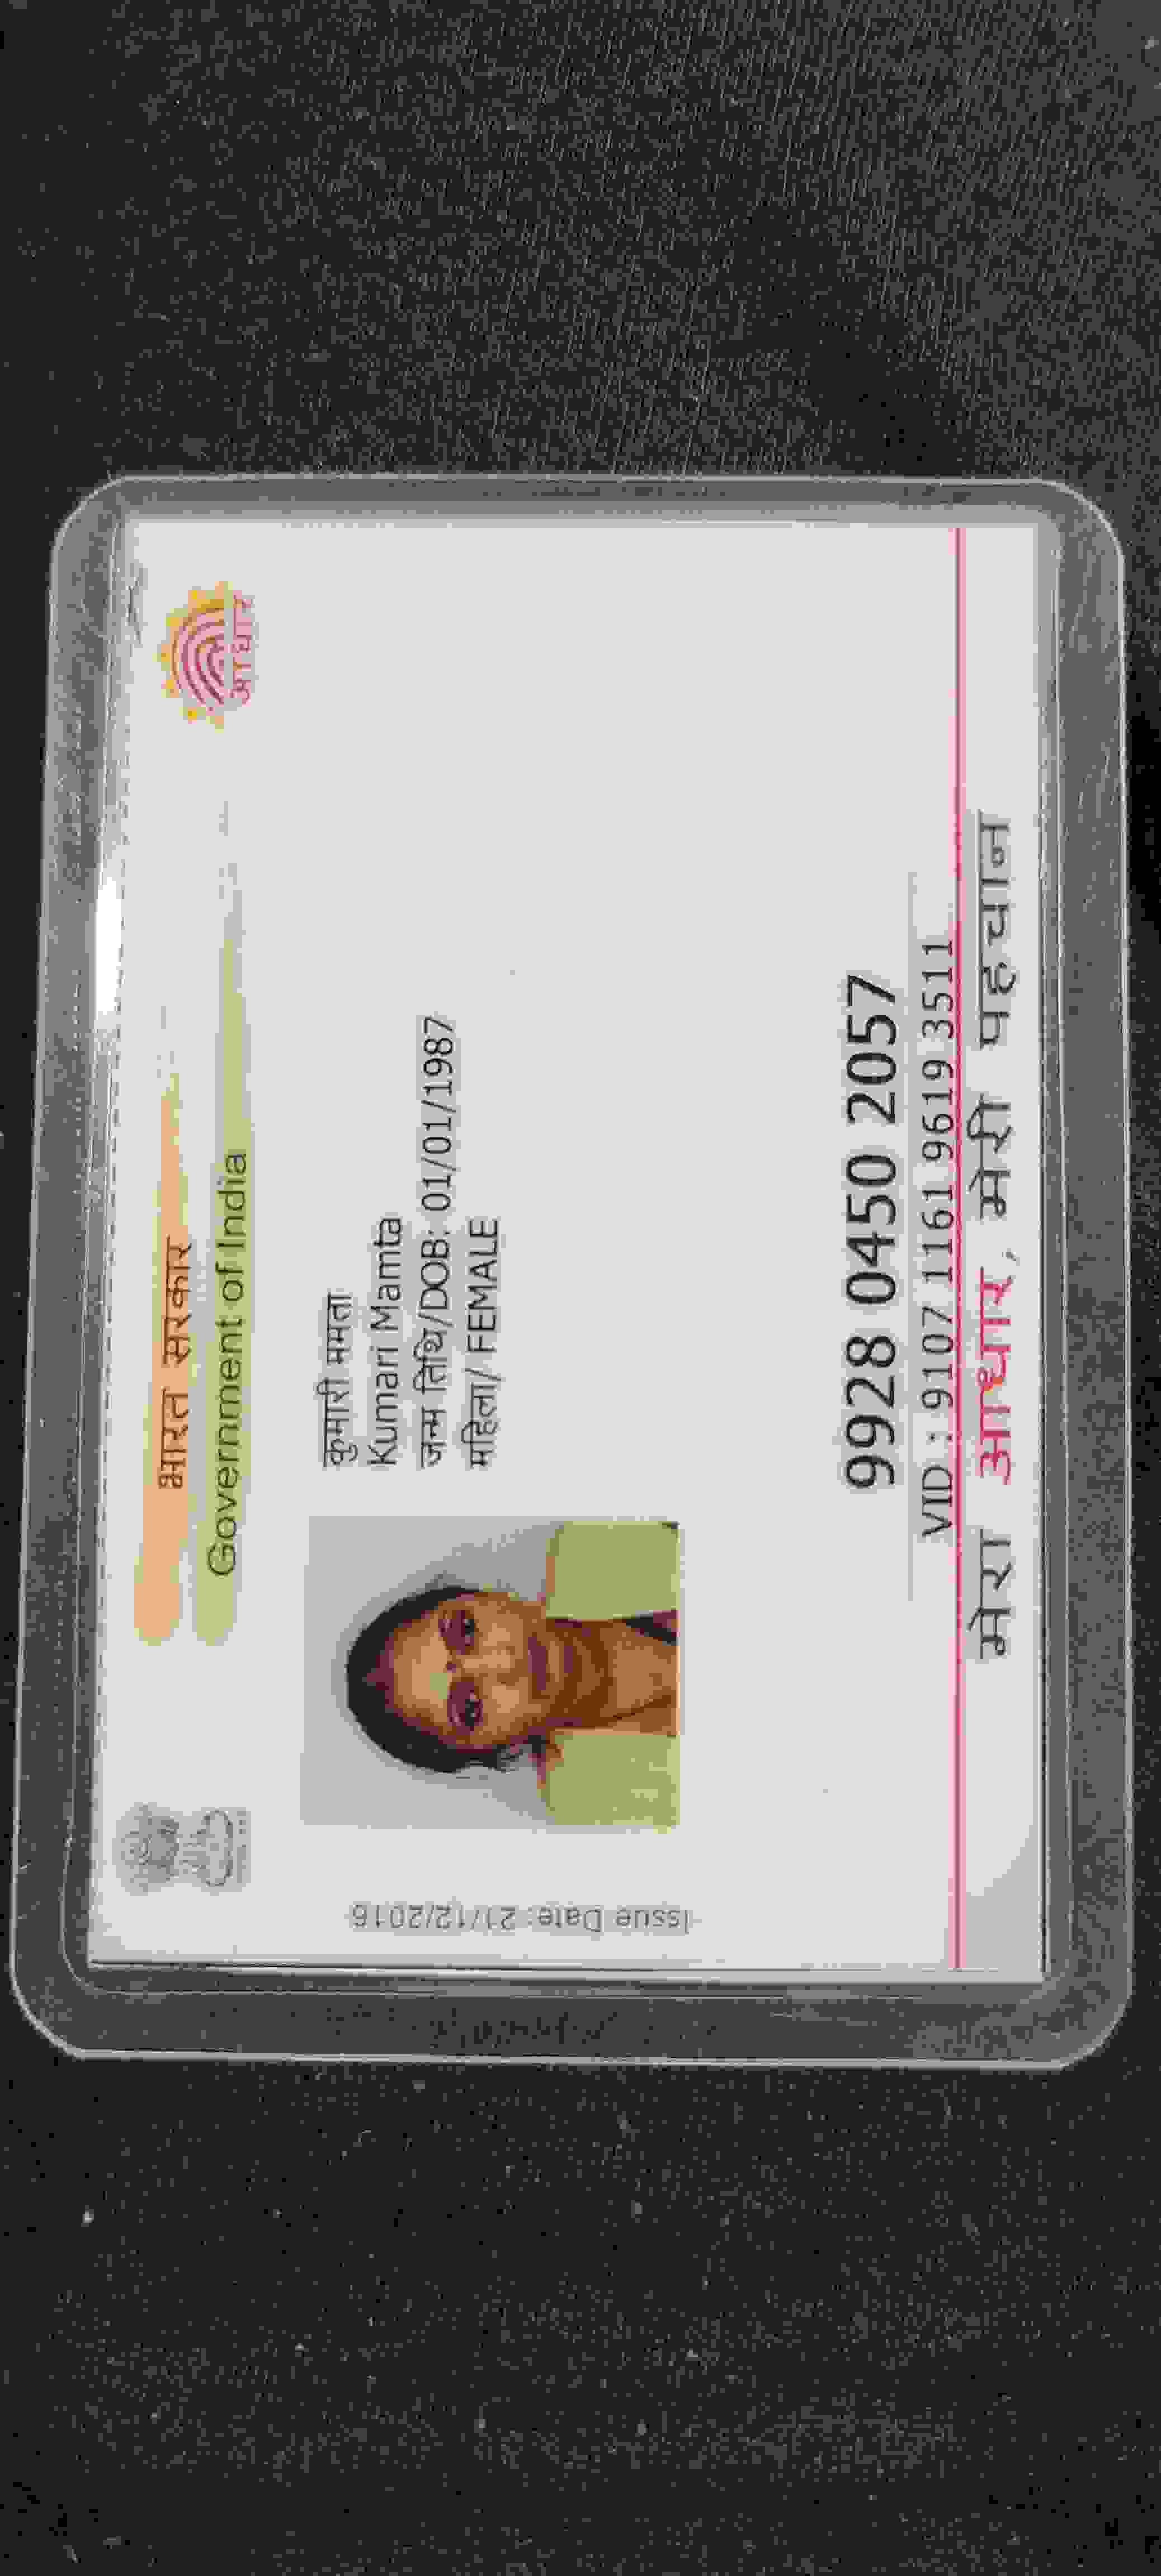 भारत सरकार
Government of India
आधार
Issue Date: 21/12/2016
कुमारी ममता
Kumari Mamta
जन्म तिथि/DOB: 01/01/1987
महिला/ FEMALE
9928 0450 2057
VID : 9107 1161 9619 3511
मेरा आधार, मेरी पहचान